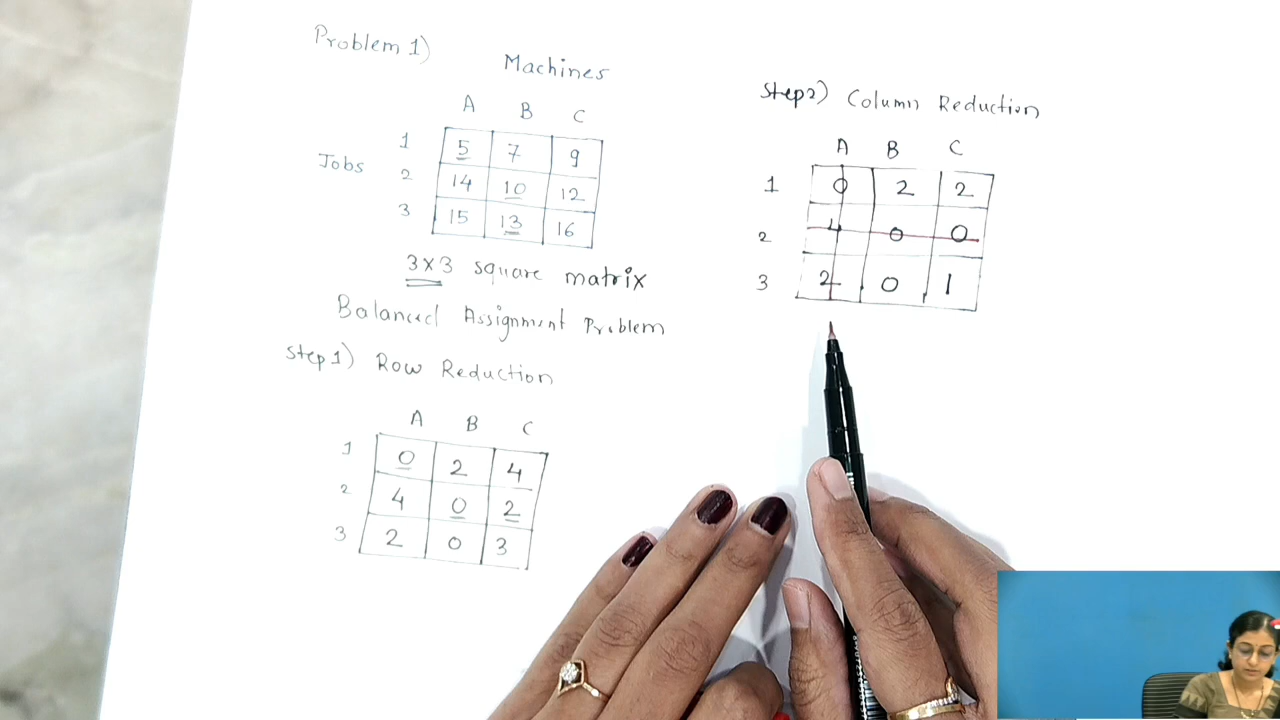 Problem 1)
Machines
A B C
1 5 7 9
Jobs
2 14 10 12
3 15 13 16
3x3 square matrix
Balanced Assignment Problem
Step 1) Row Reduction
A B C
1 0 2 4
2 4 0 2
3 2 0 3
Step 2) Column Reduction
A B C
1 0 2 2
2 4 0 0
3 2 0 1